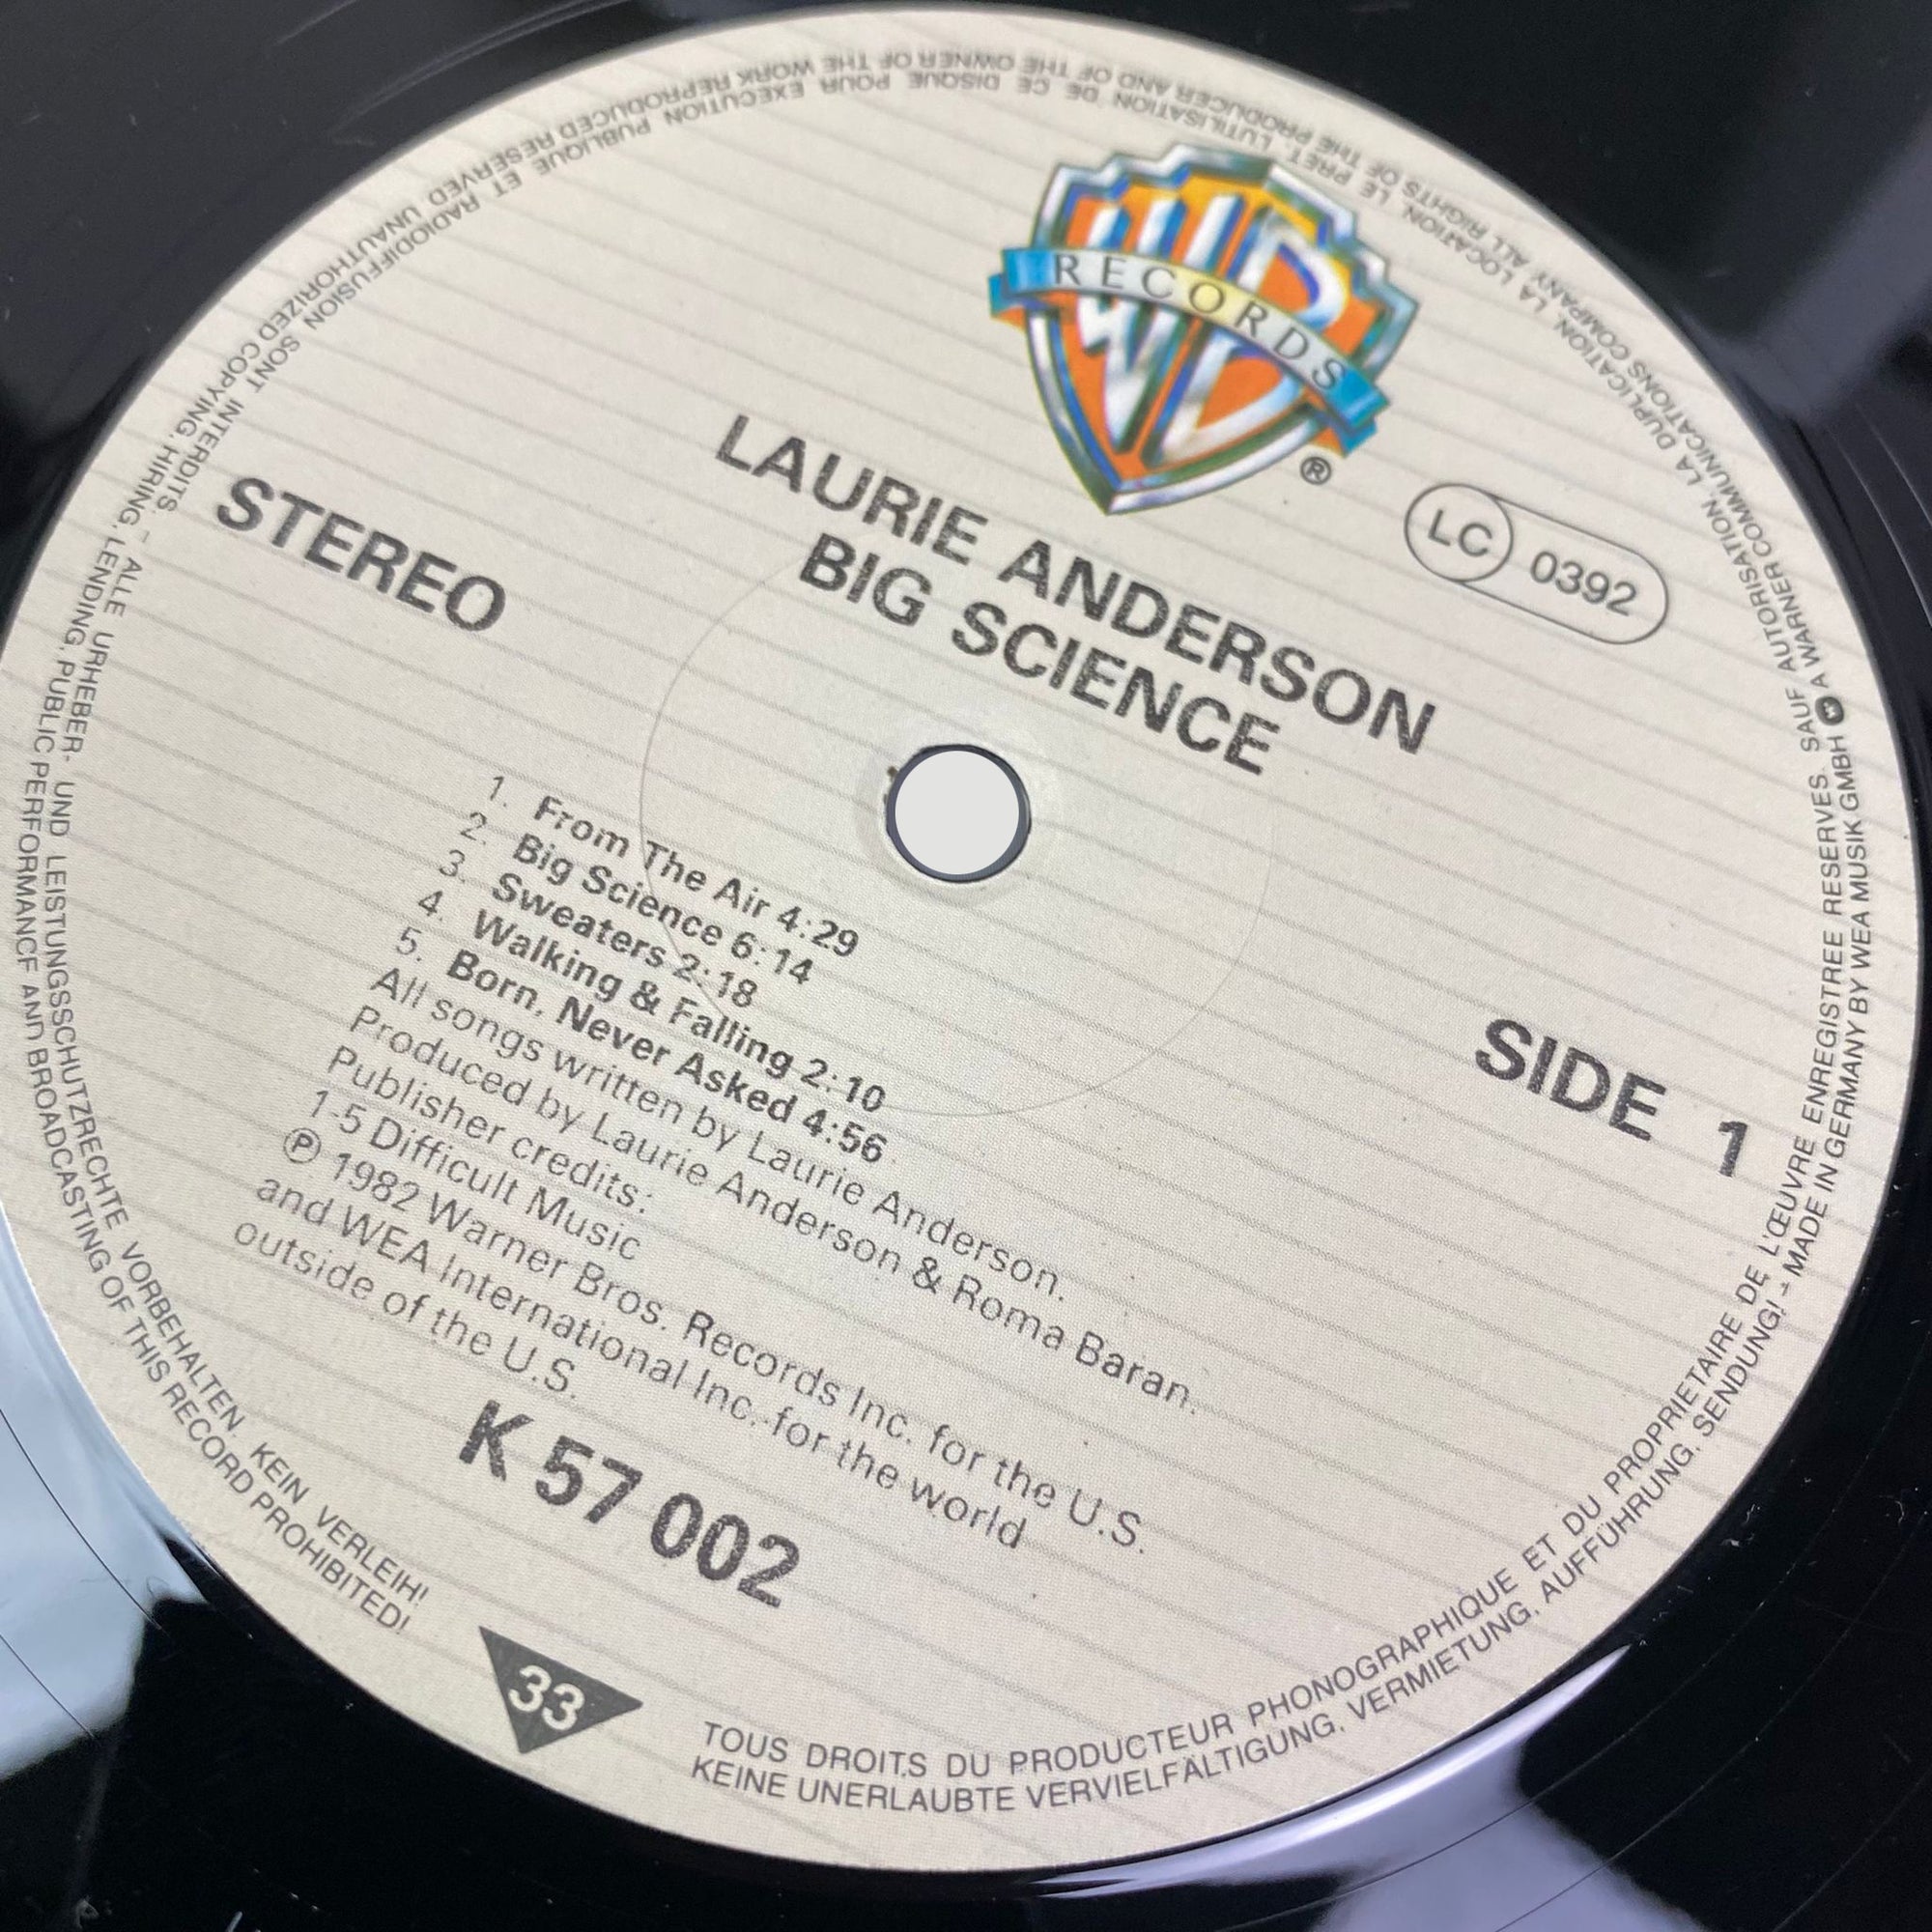 WB
RECORDS
®
LC 0392
LAURIE ANDERSON
BIG SCIENCE
STEREO
SIDE 1
1. From The Air 4:29
2. Big Science 6:14
3. Sweaters 2:18
4. Walking & Falling 2:10
5. Born, Never Asked 4:56
All songs written by Laurie Anderson.
Produced by Laurie Anderson & Roma Baran.
Publisher credits:
1-5 Difficult Music
℗ 1982 Warner Bros. Records Inc. for the U.S.
and WEA International Inc. for the world
outside of the U.S.
K 57 002
33
TOUS DROITS DU PRODUCTEUR PHONOGRAPHIQUE ET DU PROPRIETAIRE DE L'ŒUVRE ENREGISTREE RESERVES. SAUF AUTORISATION, LA DUPLICATION, LA LOCATION, LE PRET, L'UTILISATION DE CE DISQUE POUR EXECUTION PUBLIQUE ET RADIODIFFUSION SONT INTERDITS. – ALLE URHEBER- UND LEISTUNGSSCHUTZRECHTE VORBEHALTEN. KEIN VERLEIH!
KEINE UNERLAUBTE VERVIELFÄLTIGUNG, VERMIETUNG, AUFFÜHRUNG, SENDUNG! – MADE IN GERMANY BY WEA MUSIK GMBH A WARNER COMMUNICATIONS COMPANY ALL RIGHTS OF THE PRODUCER AND OF THE OWNER OF THE WORK REPRODUCED RESERVED. UNAUTHORIZED COPYING, HIRING, LENDING, PUBLIC PERFORMANCE AND BROADCASTING OF THIS RECORD PROHIBITED!